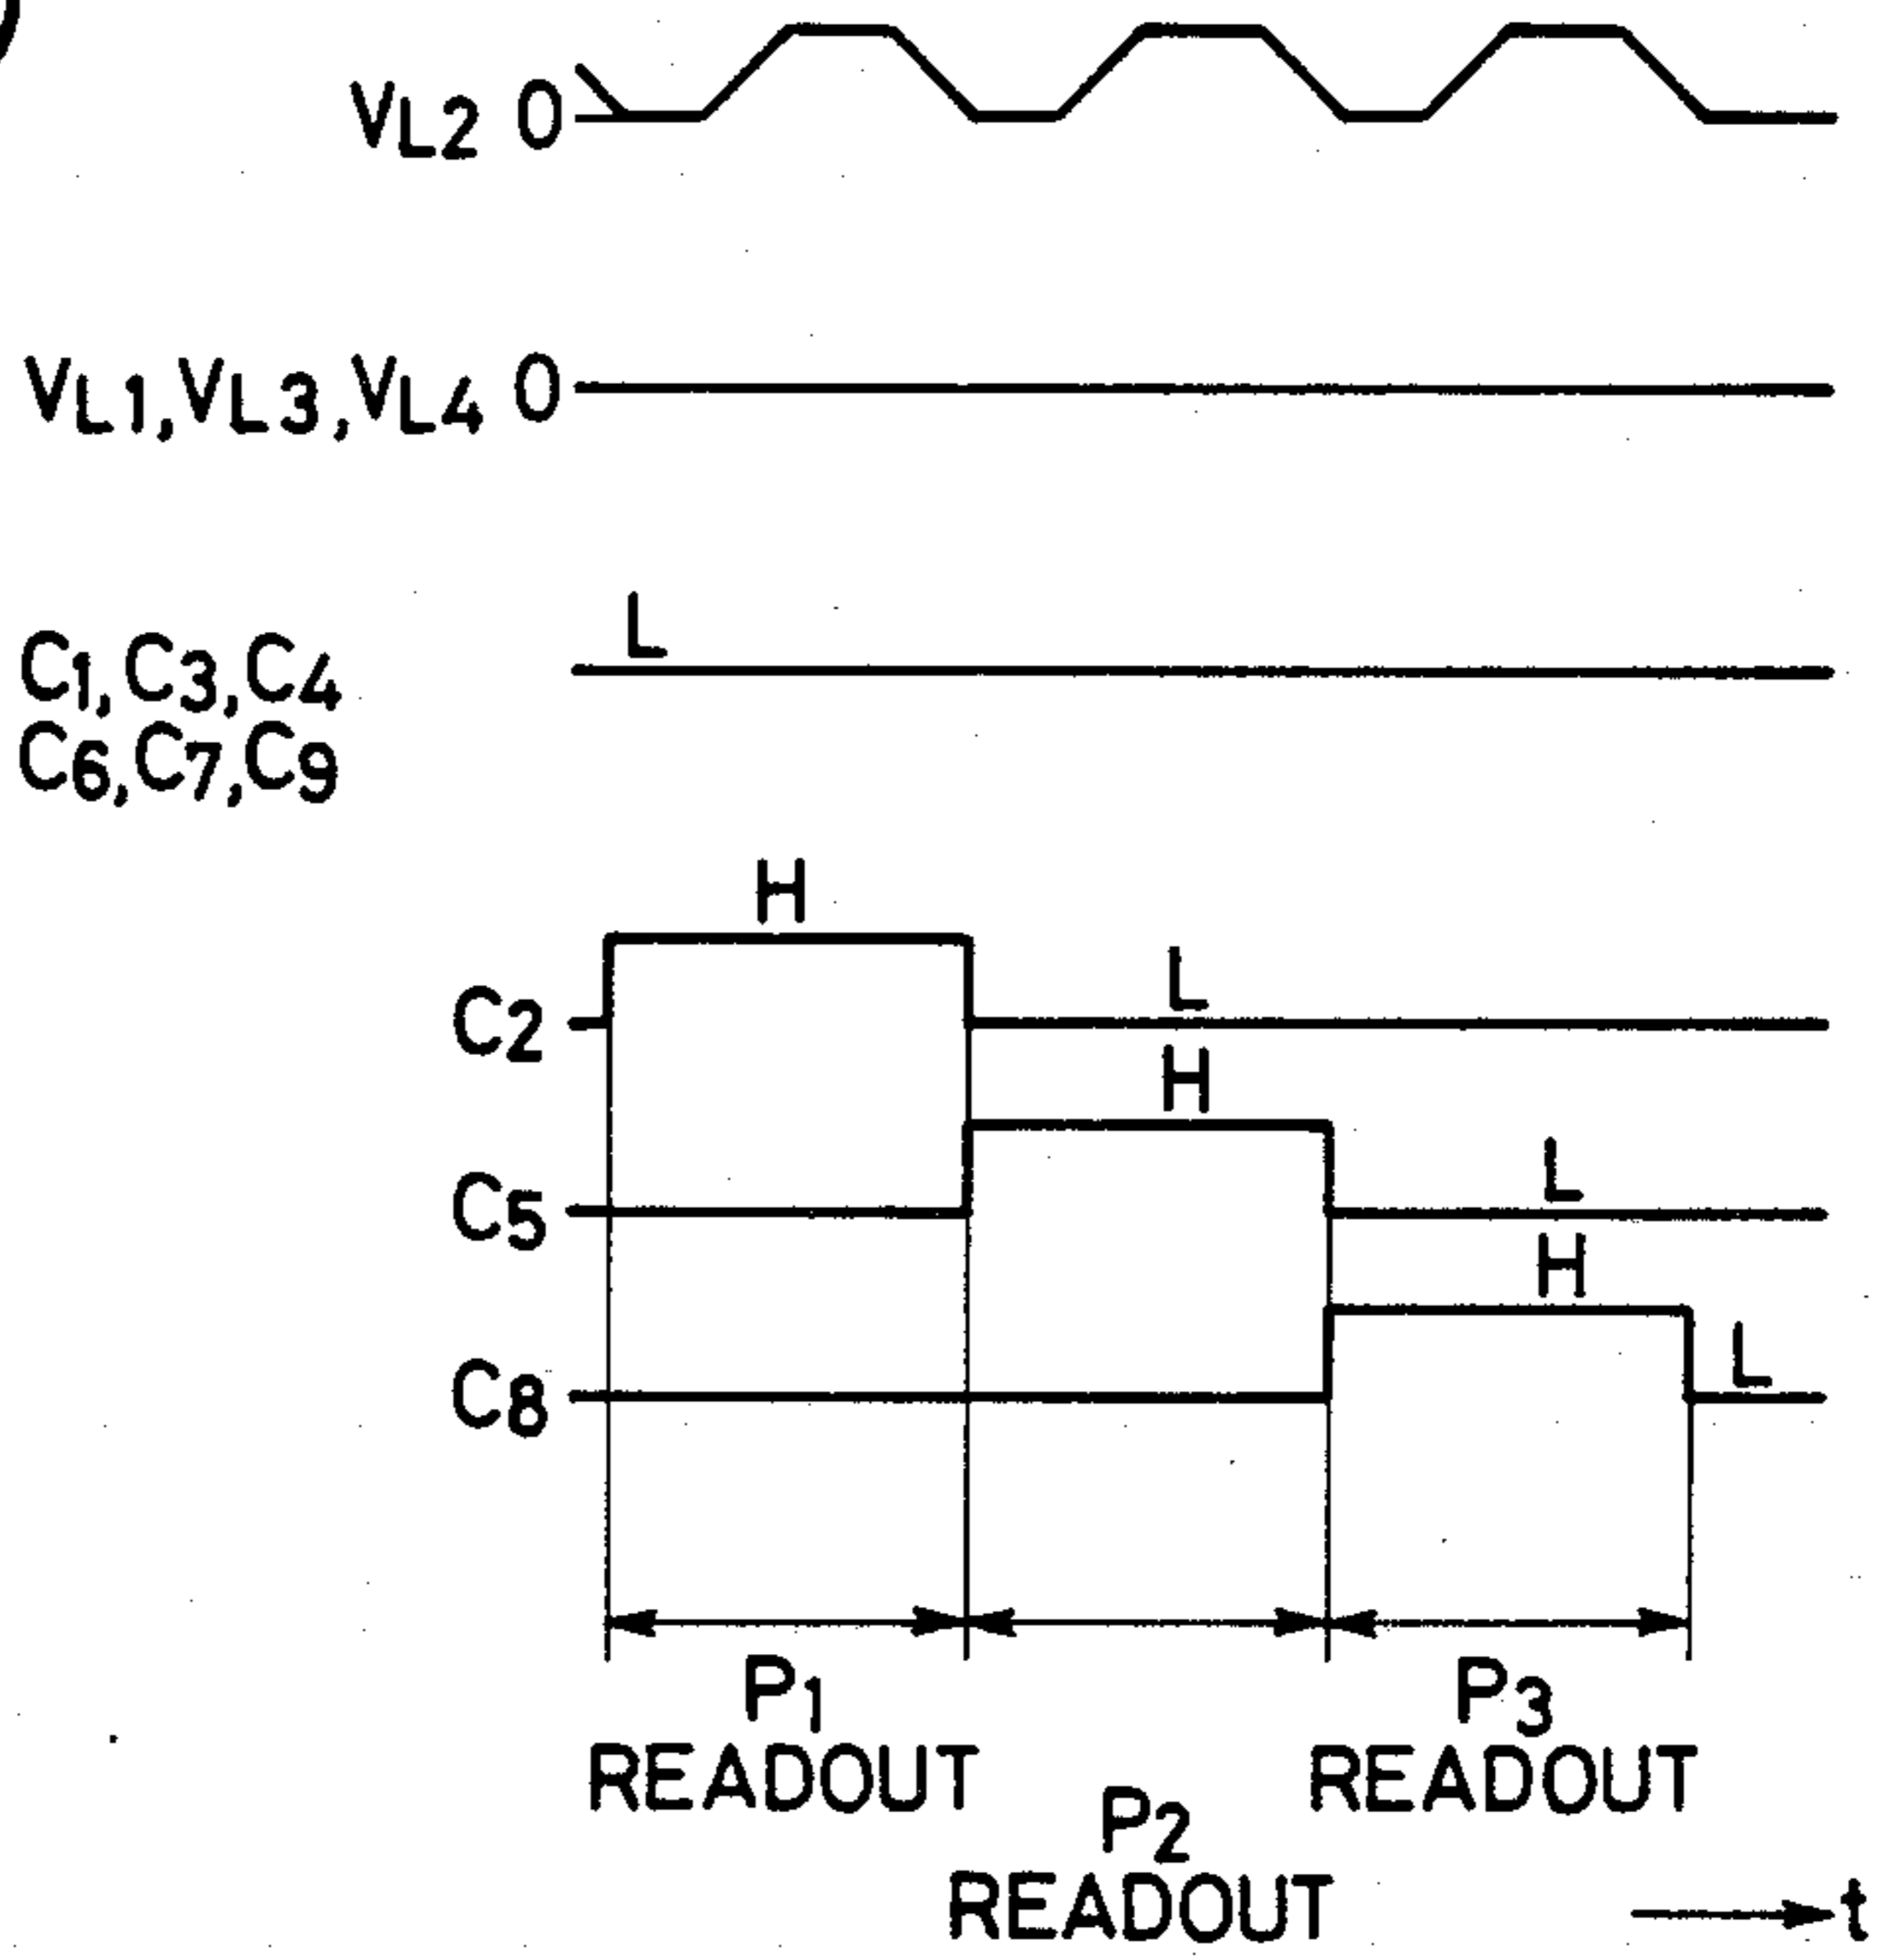 VL2 0
VL1,VL3,VL4 0
L
C1,C3,C4
C6,C7,C9
H
C2
L
H
C5
L
H
C8
L
P1
READOUT
P2
READOUT
P3
READOUT
t